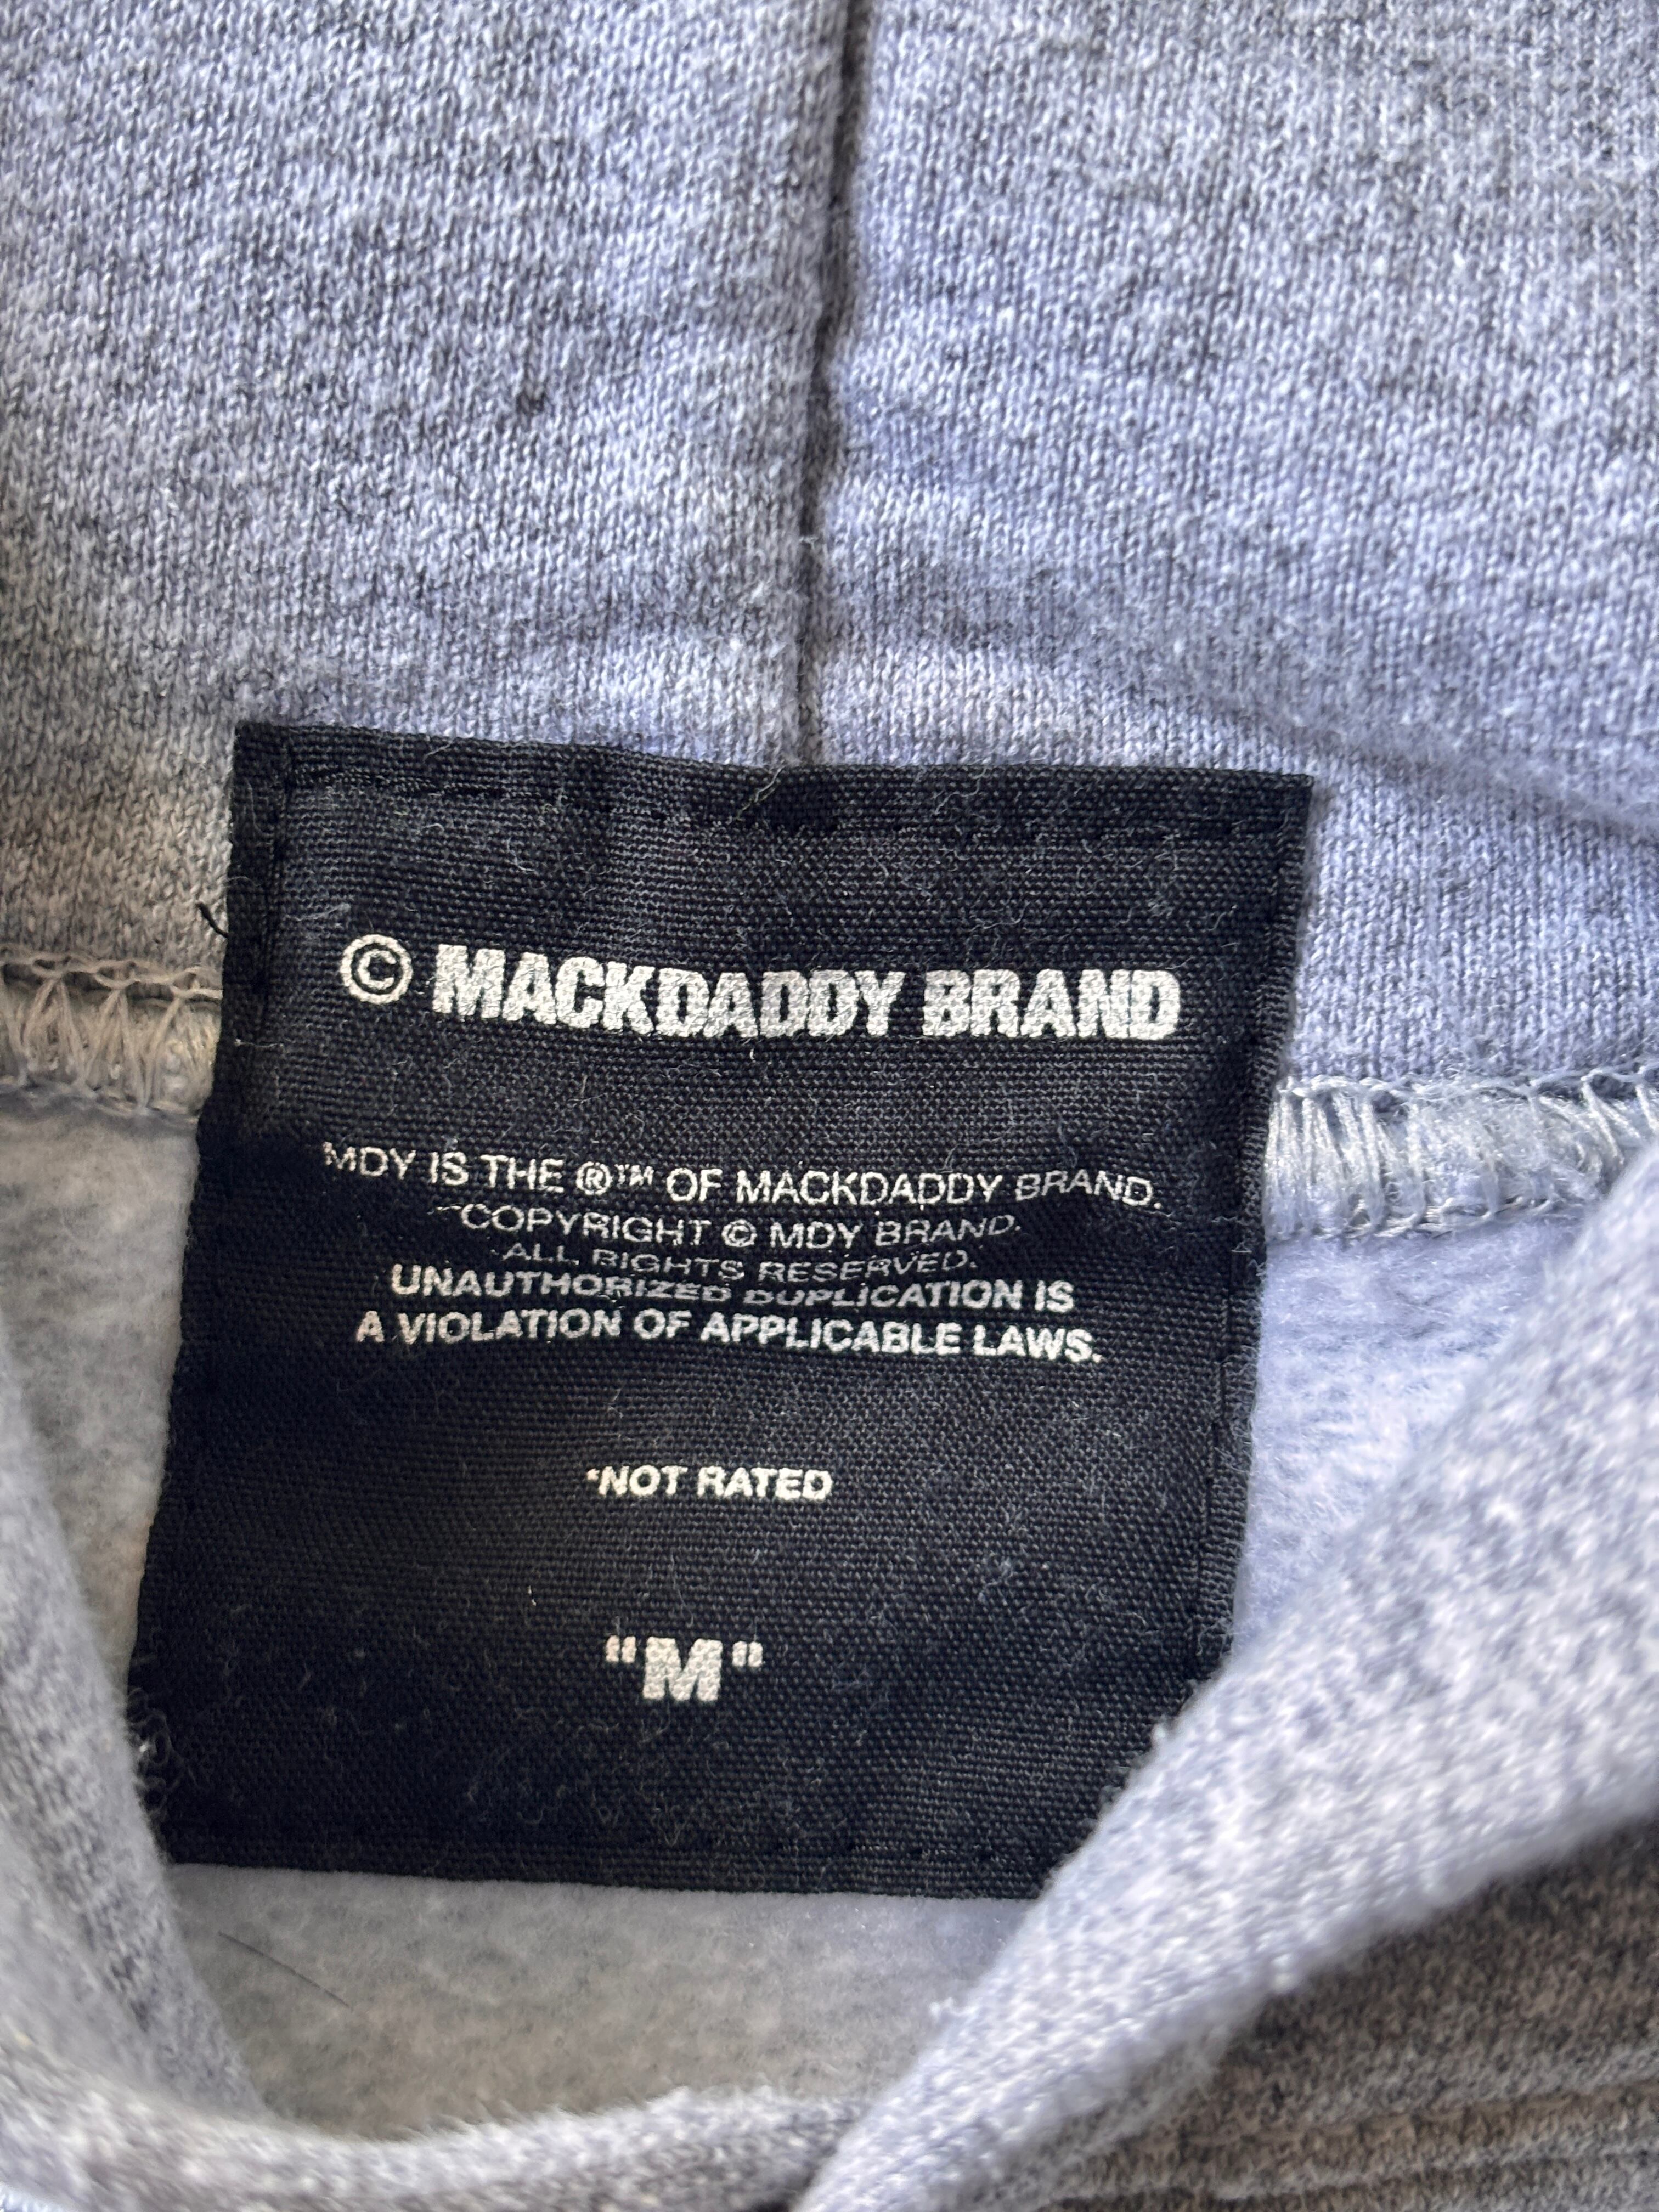 © MACKDADDY BRAND
MDY IS THE ®™ OF MACKDADDY BRAND.
COPYRIGHT © MDY BRAND.
ALL RIGHTS RESERVED.
UNAUTHORIZED DUPLICATION IS
A VIOLATION OF APPLICABLE LAWS.
*NOT RATED
"M"